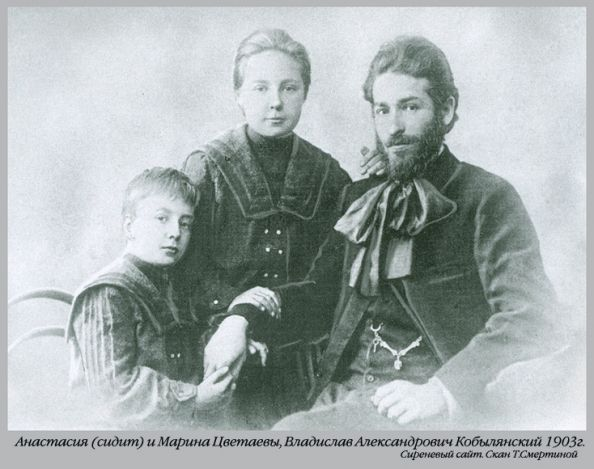 Анастасия (сидит) и Марина Цветаевы, Владислав Александрович Кобылянский 1903г.
Сиреневый сайт. Скан Т.Смертиной